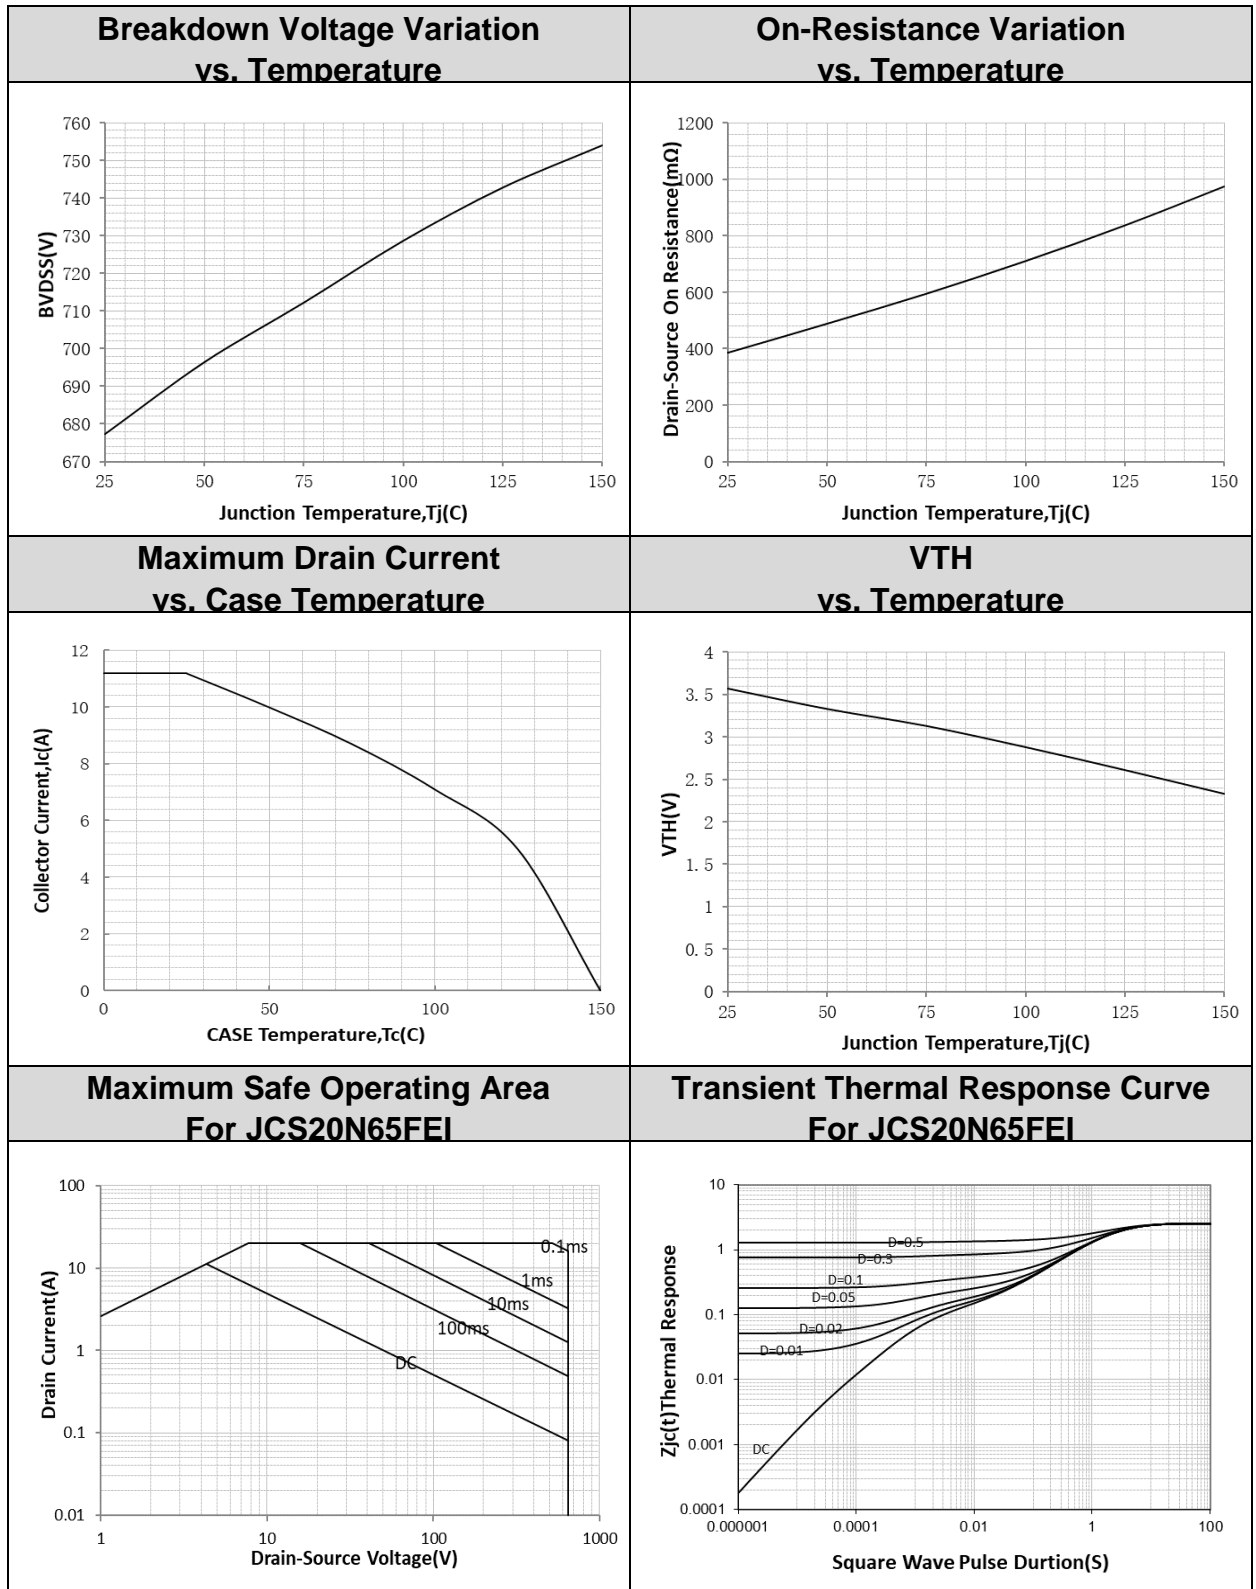 Breakdown Voltage Variation
vs. Temperature
On-Resistance Variation
vs. Temperature
760
750
740
730
720
710
700
690
680
670
BVDSS(V)
25 50 75 100 125 150
Junction Temperature,Tj(C)
1200
1000
800
600
400
200
0
Drain-Source On Resistance(mΩ)
25 50 75 100 125 150
Junction Temperature,Tj(C)
Maximum Drain Current
vs. Case Temperature
VTH
vs. Temperature
12
10
8
6
4
2
0
Collector Current,Ic(A)
0 50 100 150
CASE Temperature,Tc(C)
4
3.5
3
2.5
2
1.5
1
0.5
0
VTH(V)
25 50 75 100 125 150
Junction Temperature,Tj(C)
Maximum Safe Operating Area
For JCS20N65FEI
Transient Thermal Response Curve
For JCS20N65FEI
100
10
1
0.1
0.01
Drain Current(A)
0.1ms
1ms
10ms
100ms
DC
1 10 100 1000
Drain-Source Voltage(V)
10
1
0.1
0.01
0.001
0.0001
Zjc(t)Thermal Response
D=0.5
D=0.3
D=0.1
D=0.05
D=0.02
D=0.01
DC
0.000001 0.0001 0.01 1 100
Square Wave Pulse Durtion(S)